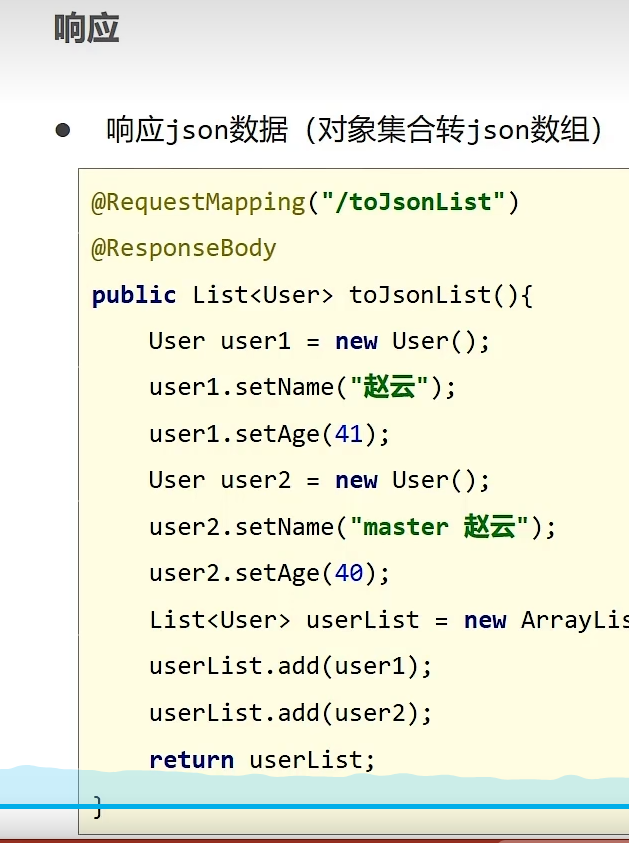 响应
● 响应json数据（对象集合转json数组）
@RequestMapping("/toJsonList")
@ResponseBody
public List<User> toJsonList(){
    User user1 = new User();
    user1.setName("赵云");
    user1.setAge(41);
    User user2 = new User();
    user2.setName("master 赵云");
    user2.setAge(40);
    List<User> userList = new ArrayLis
    userList.add(user1);
    userList.add(user2);
    return userList;
}